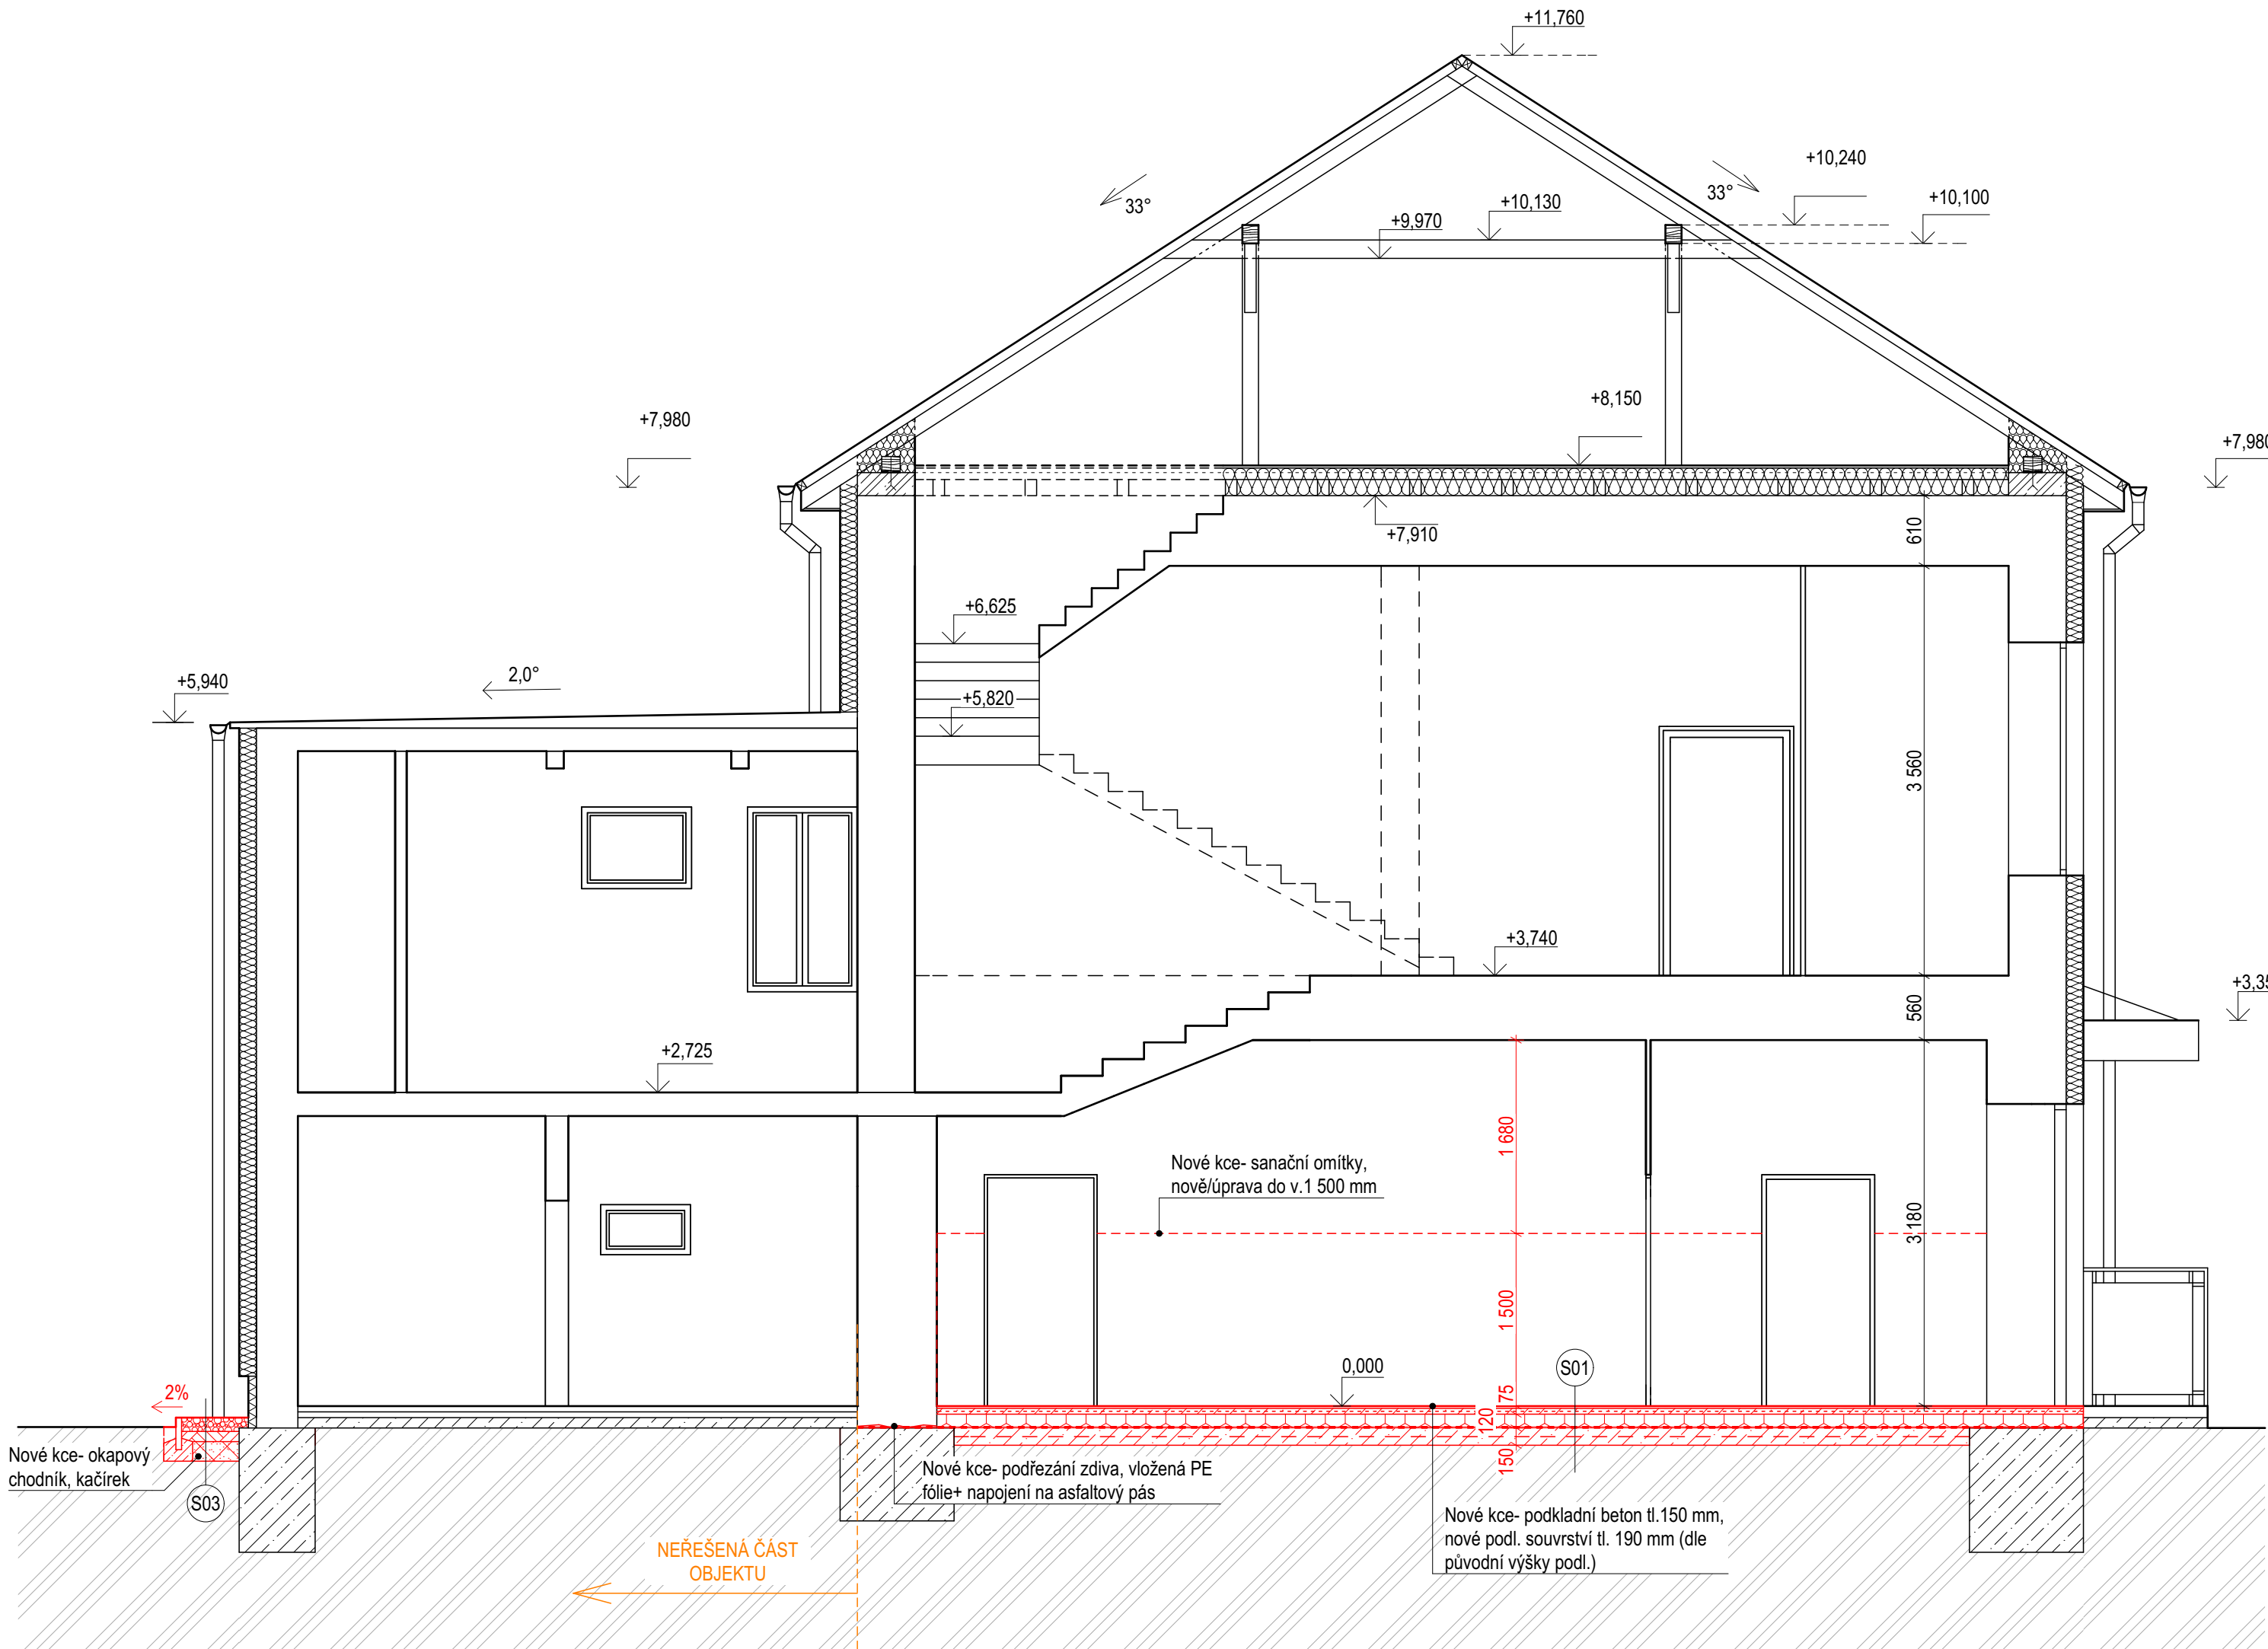 +11,760
+10,240
33°
33°
+10,130
+10,100
+9,970
+8,150
+7,980
+7,980
+7,910
610
+6,625
2,0°
+5,940
+5,820
3 560
+3,740
+3,35
560
+2,725
1 680
Nové kce- sanační omítky,
nově/úprava do v.1 500 mm
3 180
1 500
0,000
S01
2%
75
120
150
Nové kce- okapový
chodník, kačírek
S03
Nové kce- podřezání zdiva, vložená PE
fólie+ napojení na asfaltový pás
Nové kce- podkladní beton tl.150 mm,
nové podl. souvrství tl. 190 mm (dle
původní výšky podl.)
NEŘEŠENÁ ČÁST
OBJEKTU